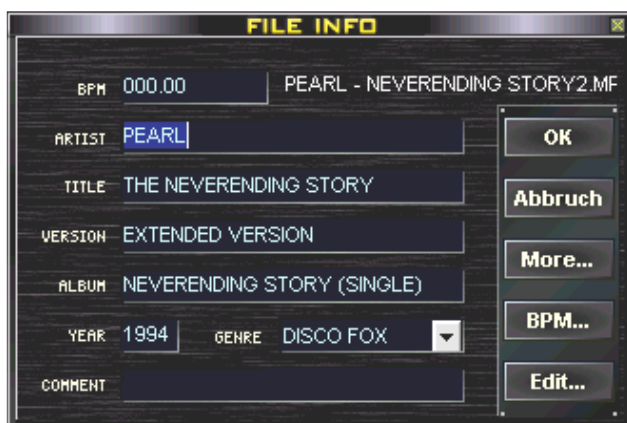 FILE INFO
BPM 000.00 PEARL - NEVERENDING STORY2.MP
ARTIST PEARL
OK
TITLE THE NEVERENDING STORY
Abbruch
VERSION EXTENDED VERSION
More...
ALBUM NEVERENDING STORY (SINGLE)
YEAR 1994 GENRE DISCO FOX
BPM...
COMMENT
Edit...